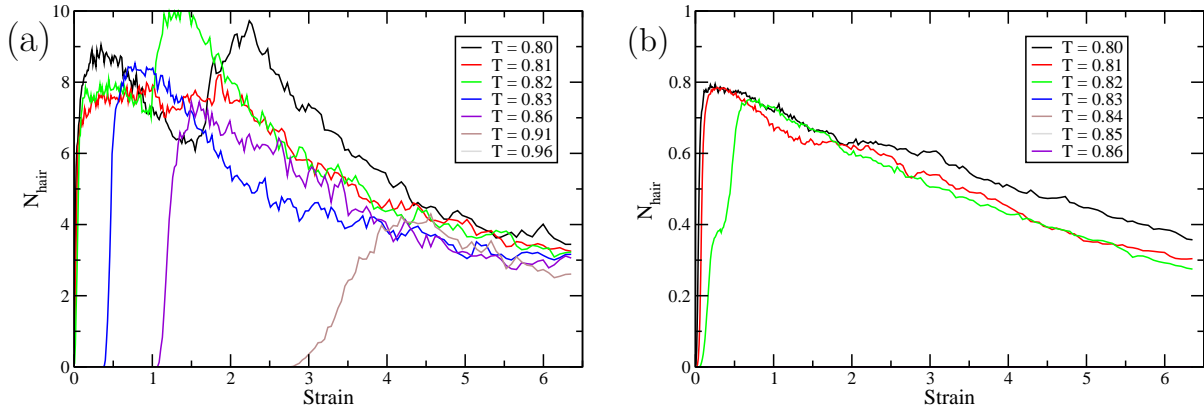 (a)
N_hair
10
8
6
4
2
0
0 1 2 3 4 5 6
Strain
T = 0.80
T = 0.81
T = 0.82
T = 0.83
T = 0.86
T = 0.91
T = 0.96
(b)
N_hair
1
0.8
0.6
0.4
0.2
0
0 1 2 3 4 5 6
Strain
T = 0.80
T = 0.81
T = 0.82
T = 0.83
T = 0.84
T = 0.85
T = 0.86